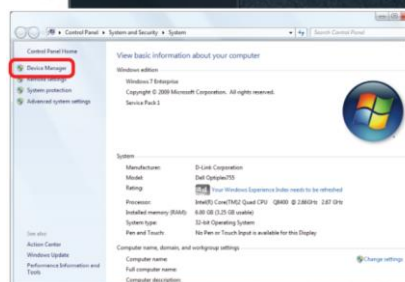 Control Panel ▸ System and Security ▸ System
Search Control Panel
Control Panel Home
Device Manager
Remote settings
System protection
Advanced system settings
See also
Action Center
Windows Update
Performance Information and Tools
View basic information about your computer
Windows edition
Windows 7 Enterprise
Copyright © 2009 Microsoft Corporation. All rights reserved.
Service Pack 1
System
Manufacturer: D-Link Corporation
Model: Dell Optiplex755
Rating: Your Windows Experience Index needs to be refreshed
Processor: Intel(R) Core(TM)2 Quad CPU Q8400 @ 2.66GHz 2.67 GHz
Installed memory (RAM): (3.25 GB usable)
System type: 32-bit Operating System
Pen and Touch: No Pen or Touch Input is available for this Display
Computer name, domain, and workgroup settings
Computer name:
Change settings
Full computer name:
Computer description: